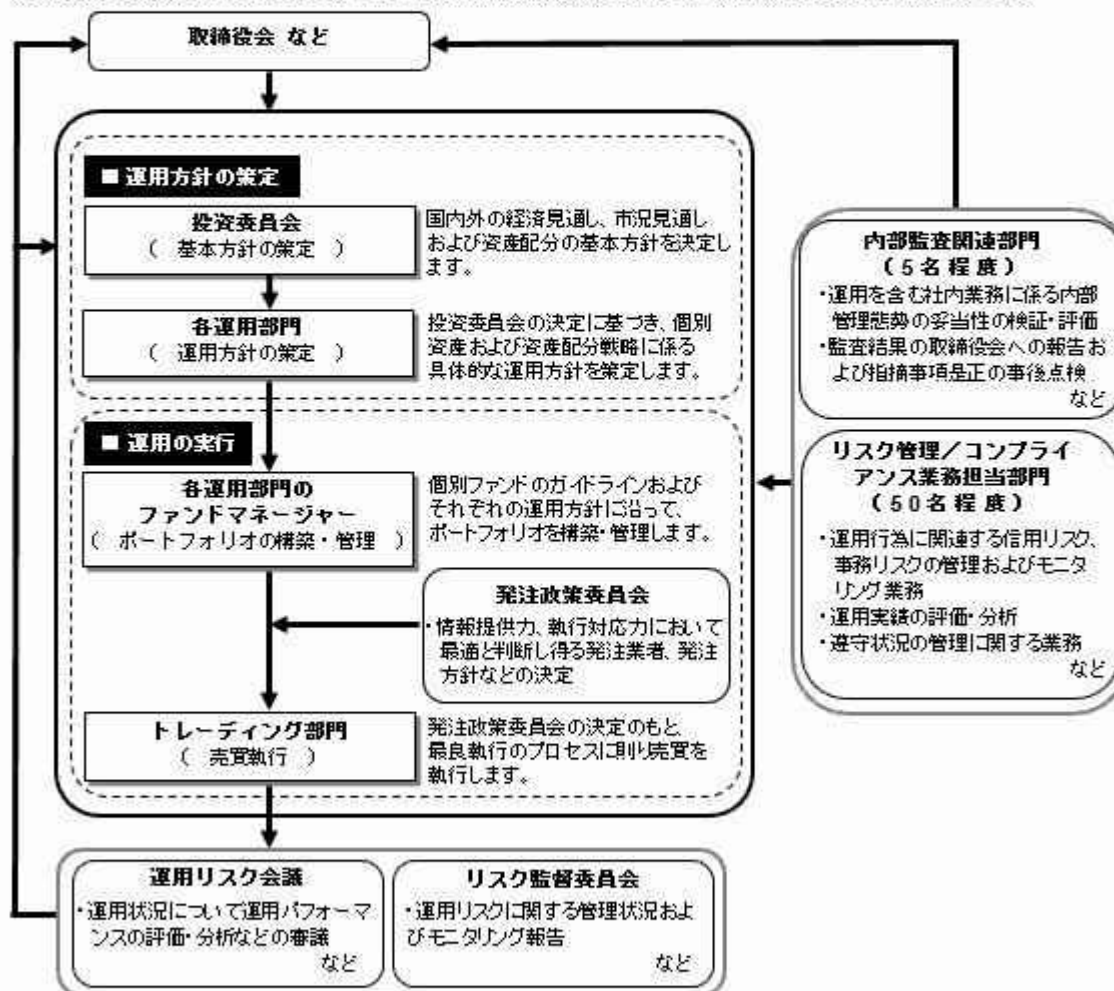 取締役会 など
■ 運用方針の策定
投資委員会
( 基本方針の策定 )
国内外の経済見通し、市況見通し
および資産配分の基本方針を決定し
ます。
各運用部門
( 運用方針の策定 )
投資委員会の決定に基づき、個別
資産および資産配分戦略に係る
具体的な運用方針を策定します。
■ 運用の実行
各運用部門の
ファンドマネージャー
( ポートフォリオの構築・管理 )
個別ファンドのガイドラインおよび
それぞれの運用方針に沿って、
ポートフォリオを構築・管理します。
発注政策委員会
・情報提供力、執行対応力において
最適と判断し得る発注業者、発注
方針などの決定
トレーディング部門
( 売買執行 )
発注政策委員会の決定のもと、
最良執行のプロセスに則り売買を
執行します。
内部監査関連部門
(5名程度)
・運用を含む社内業務に係る内部
管理態勢の妥当性の検証・評価
・監査結果の取締役会への報告お
よび指摘事項是正の事後点検
など
リスク管理/コンプライ
アンス業務担当部門
(50名程度)
・運用行為に関連する信用リスク、
事務リスクの管理およびモニタ
リング業務
・運用実績の評価・分析
・遵守状況の管理に関する業務
など
運用リスク会議
・運用状況について運用パフォーマ
ンスの評価・分析などの審議
など
リスク監督委員会
・運用リスクに関する管理状況およ
びモニタリング報告
など